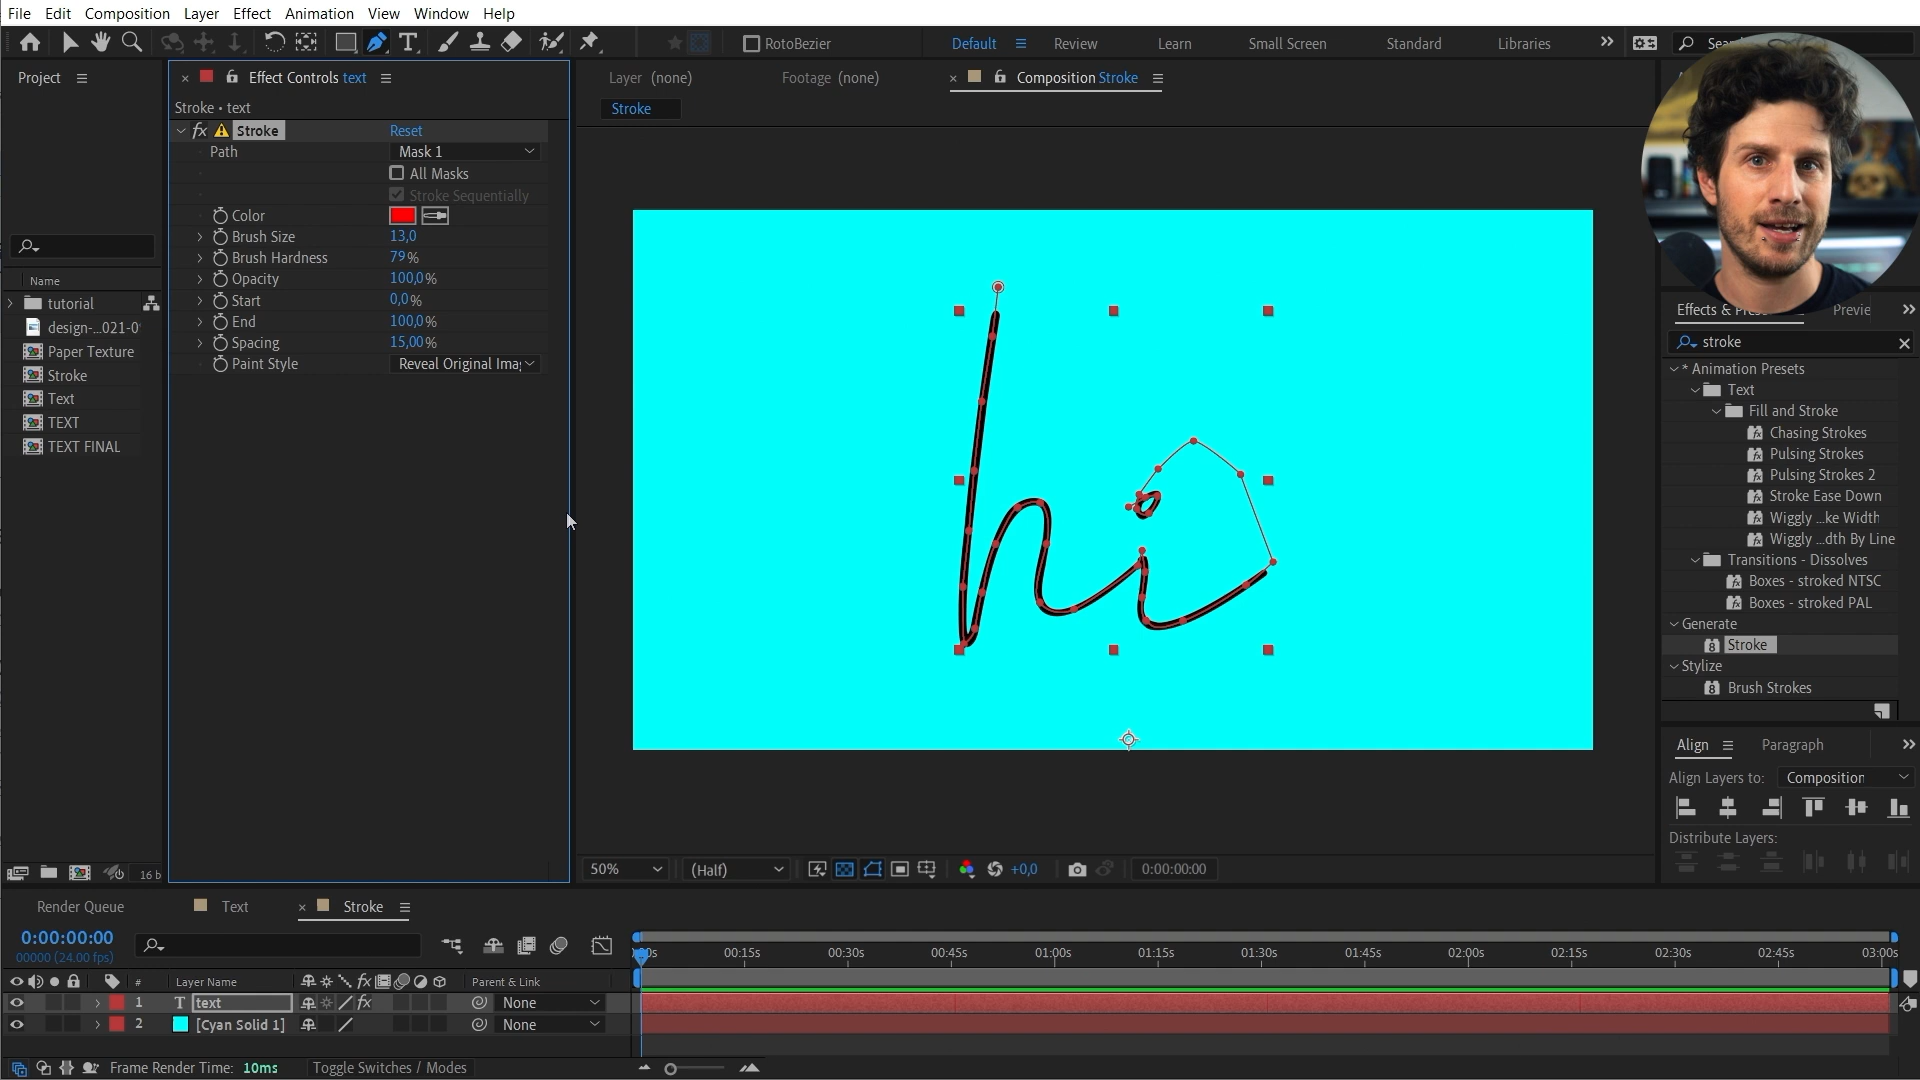 File Edit Composition Layer Effect Animation View Window Help
RotoBezier Default Review Learn Small Screen Standard Libraries
Project
Effect Controls text
Layer (none) Footage (none) Composition Stroke
Stroke • text
Stroke
fx Stroke Reset
Path Mask 1
All Masks
Stroke Sequentially
Color
Brush Size 13,0
Brush Hardness 79%
Opacity 100,0%
Start 0,0%
End 100,0%
Spacing 15,00%
Paint Style Reveal Original Imag
Name
tutorial
design-...021-0
Paper Texture
Stroke
Text
TEXT
TEXT FINAL
16 b
hi
50% (Half) +0,0 0:00:00:00
Effects & Pres Previe
stroke
* Animation Presets
Text
Fill and Stroke
Chasing Strokes
Pulsing Strokes
Pulsing Strokes 2
Stroke Ease Down
Wiggly ...ke Width
Wiggly ...dth By Line
Transitions - Dissolves
Boxes - stroked NTSC
Boxes - stroked PAL
Generate
Stroke
Stylize
Brush Strokes
Align Paragraph
Align Layers to: Composition
Distribute Layers:
Render Queue Text Stroke
0:00:00:00
00000 (24.00 fps)
00s 00:15s 00:30s 00:45s 01:00s 01:15s 01:30s 01:45s 02:00s 02:15s 02:30s 02:45s 03:00s
# Layer Name fx Parent & Link
1 T text fx None
2 [Cyan Solid 1] None
Frame Render Time: 10ms Toggle Switches / Modes